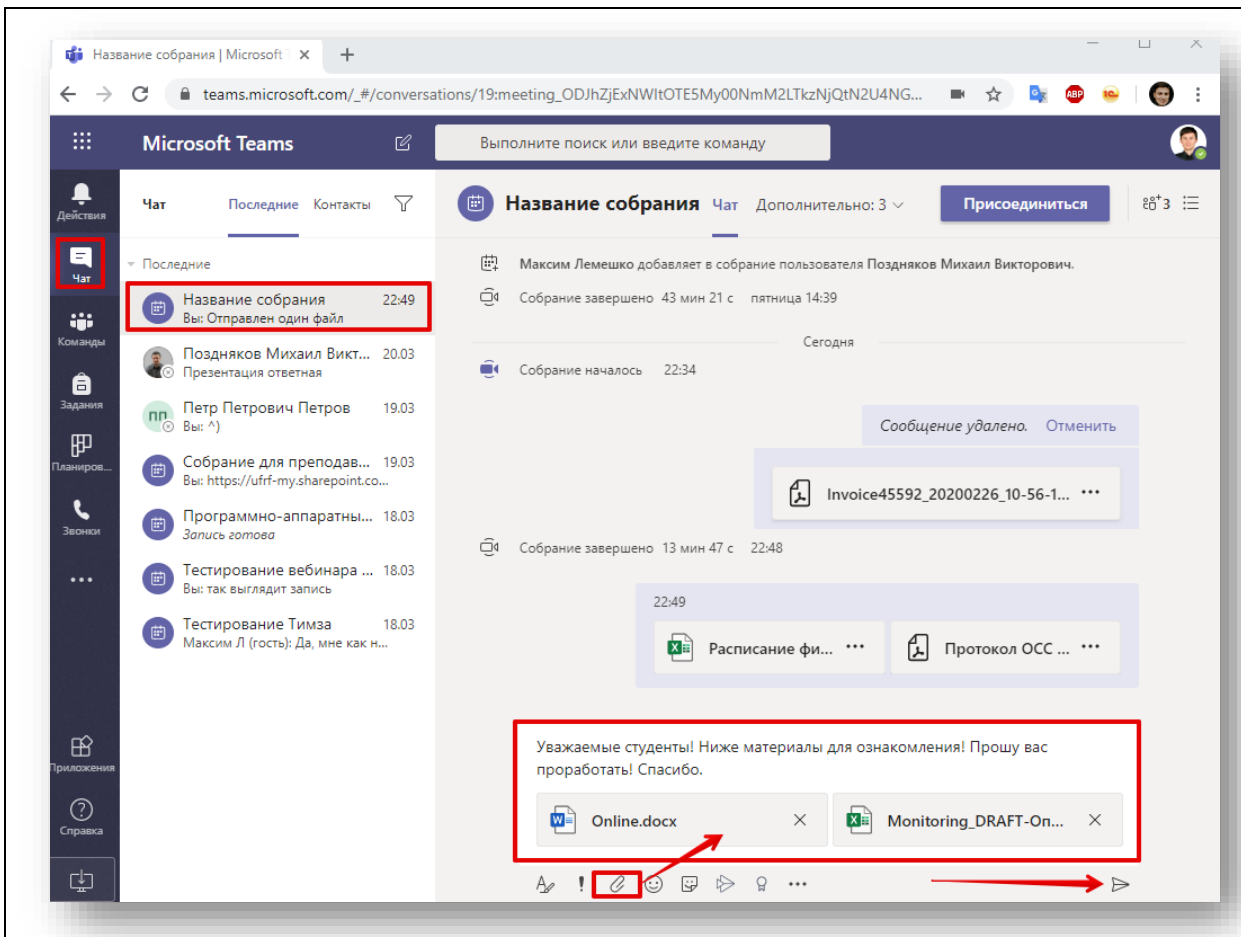 Название собрания | Microsoft
teams.microsoft.com/_#/conversations/19:meeting_ODJhZjExNWItOTE5My00NmM2LTkzNjQtN2U4NG...
ABP
1C
Microsoft Teams
Выполните поиск или введите команду
Действия
Чат
Команды
Задания
Планиров...
Звонки
Приложения
Справка
Чат Последние Контакты
Последние
Название собрания 22:49
Вы: Отправлен один файл
Поздняков Михаил Викт... 20.03
Презентация ответная
ПП
Петр Петрович Петров 19.03
Вы: ^)
Собрание для преподав... 19.03
Вы: https://ufrf-my.sharepoint.co...
Программно-аппаратны... 18.03
Запись готова
Тестирование вебинара ... 18.03
Вы: так выглядит запись
Тестирование Тимза 18.03
Максим Л (гость): Да, мне как н...
Название собрания Чат Дополнительно: 3 Присоединиться 3
Максим Лемешко добавляет в собрание пользователя Поздняков Михаил Викторович.
Собрание завершено 43 мин 21 с пятница 14:39
Сегодня
Собрание началось 22:34
Сообщение удалено. Отменить
Invoice45592_20200226_10-56-1... ...
Собрание завершено 13 мин 47 с 22:48
22:49
Расписание фи... ... Протокол ОСС ... ...
Уважаемые студенты! Ниже материалы для ознакомления! Прошу вас
проработать! Спасибо.
Online.docx Monitoring_DRAFT-Оп...